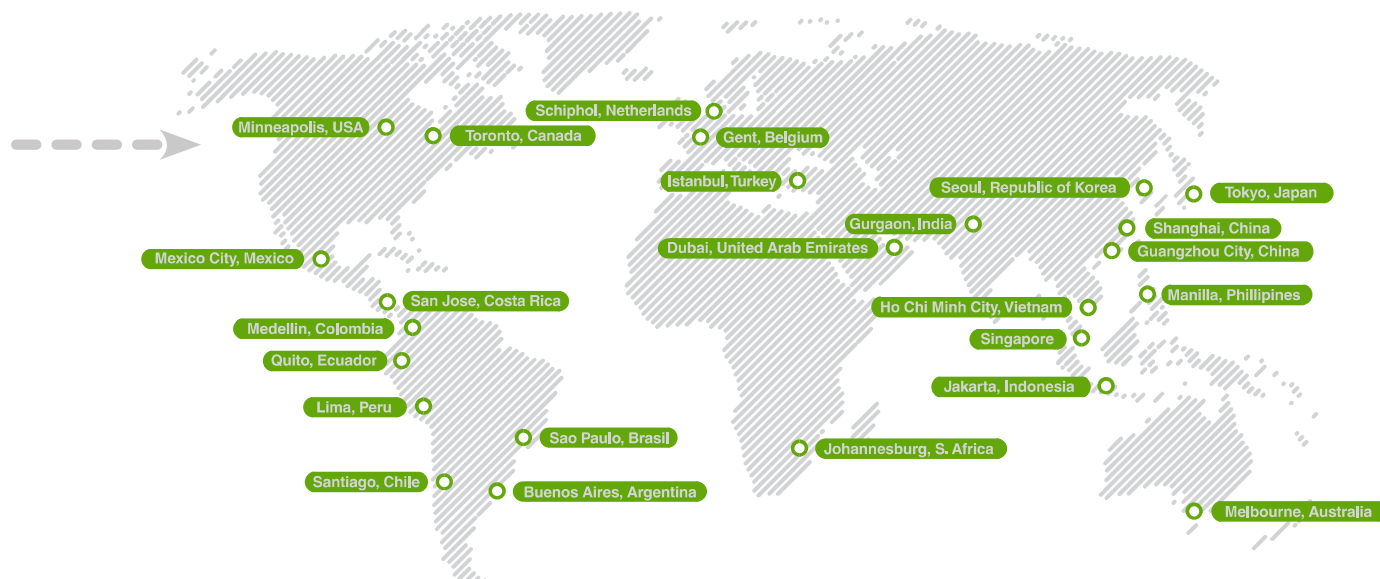 Schiphol, Netherlands
Minneapolis, USA
Toronto, Canada
Gent, Belgium
Istanbul, Turkey
Seoul, Republic of Korea
Tokyo, Japan
Gurgaon, India
Shanghai, China
Dubai, United Arab Emirates
Guangzhou City, China
Mexico City, Mexico
San Jose, Costa Rica
Manilla, Phillipines
Ho Chi Minh City, Vietnam
Medellin, Colombia
Singapore
Quito, Ecuador
Jakarta, Indonesia
Lima, Peru
Sao Paulo, Brasil
Johannesburg, S. Africa
Santiago, Chile
Buenos Aires, Argentina
Melbourne, Australia